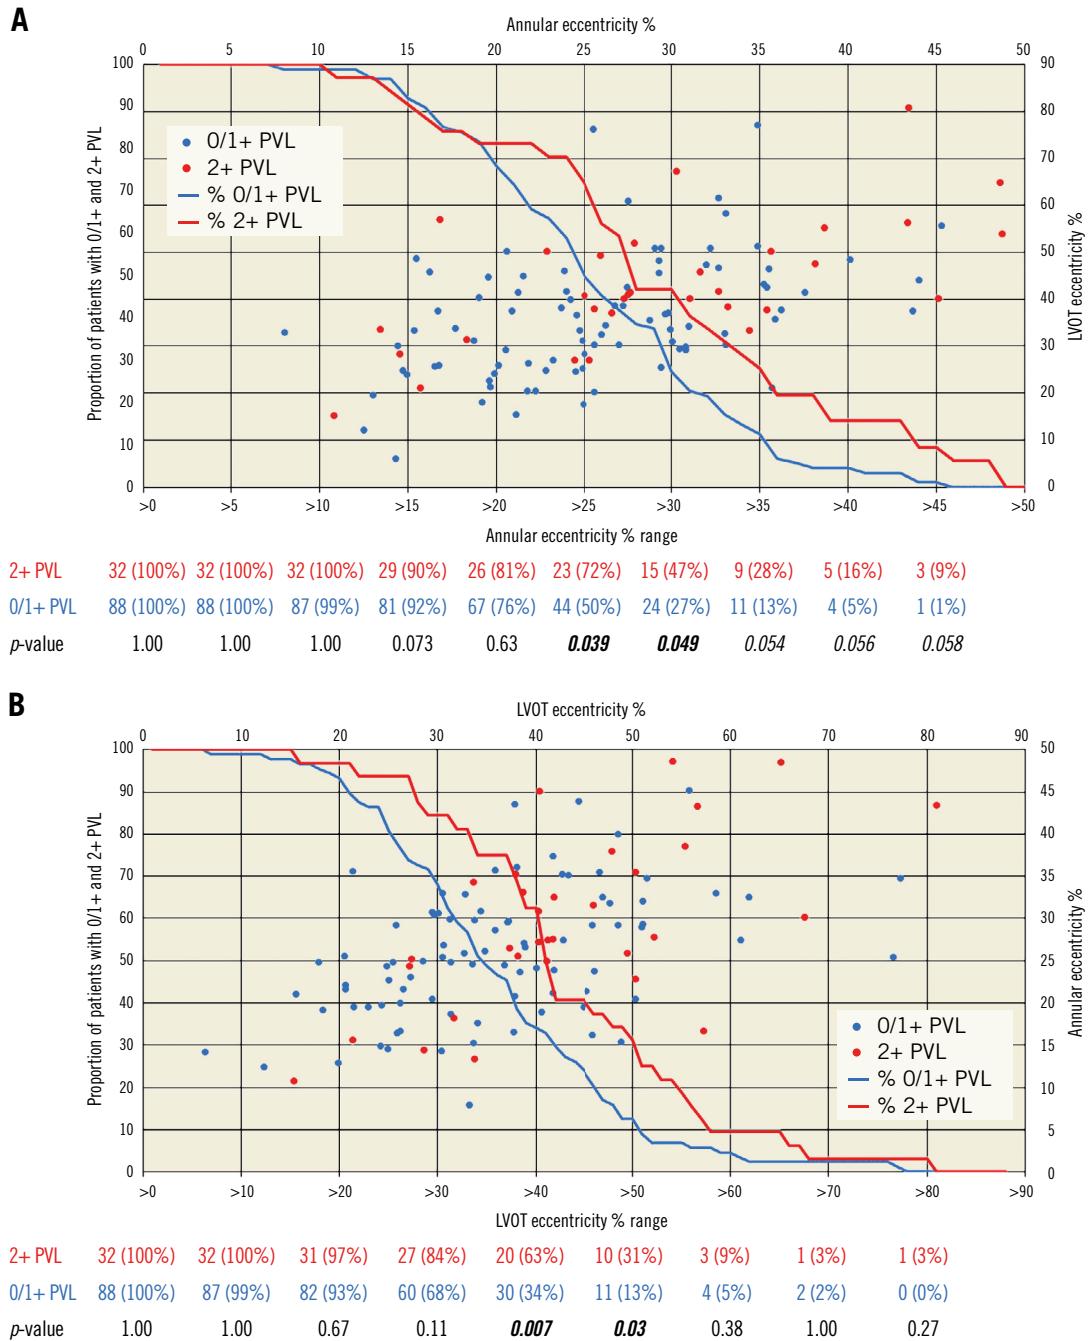 A
Annular eccentricity %
0 5 10 15 20 25 30 35 40 45 50
100 90
90 80
80 70
70 60
60 50
50 40
40 30
30 20
20 10
10 0
0
Proportion of patients with 0/1+ and 2+ PVL
LVOT eccentricity %
0/1+ PVL
2+ PVL
% 0/1+ PVL
% 2+ PVL
>0 >5 >10 >15 >20 >25 >30 >35 >40 >45 >50
Annular eccentricity % range
2+ PVL 32 (100%) 32 (100%) 32 (100%) 29 (90%) 26 (81%) 23 (72%) 15 (47%) 9 (28%) 5 (16%) 3 (9%)
0/1+ PVL 88 (100%) 88 (100%) 87 (99%) 81 (92%) 67 (76%) 44 (50%) 24 (27%) 11 (13%) 4 (5%) 1 (1%)
p-value 1.00 1.00 1.00 0.073 0.63 0.039 0.049 0.054 0.056 0.058
B
LVOT eccentricity %
0 20 30 40 50 60 70 80 90
100 50
90 45
80 40
70 35
60 30
50 25
40 20
30 15
20 10
10 5
0 0
Proportion of patients with 0/1+ and 2+ PVL
Annular eccentricity %
0/1+ PVL
2+ PVL
% 0/1+ PVL
% 2+ PVL
>0 >10 >20 >30 >40 >50 >60 >70 >80 >90
LVOT eccentricity % range
2+ PVL 32 (100%) 32 (100%) 31 (97%) 27 (84%) 20 (63%) 10 (31%) 3 (9%) 1 (3%) 1 (3%)
0/1+ PVL 88 (100%) 87 (99%) 82 (93%) 60 (68%) 30 (34%) 11 (13%) 4 (5%) 2 (2%) 0 (0%)
p-value 1.00 1.00 0.67 0.11 0.007 0.03 0.38 1.00 0.27